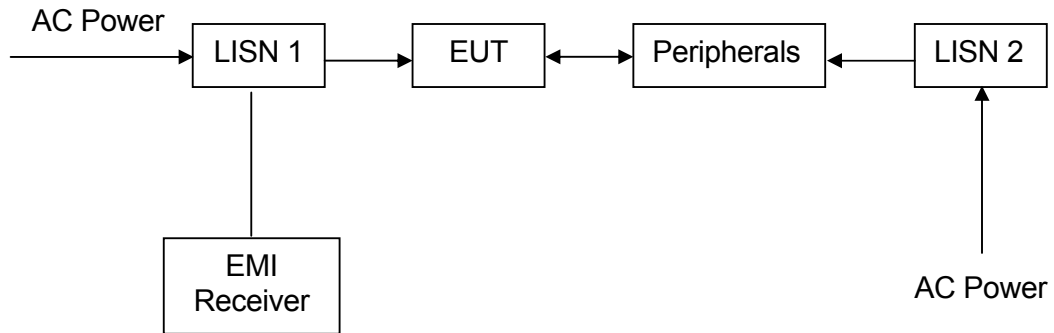 AC Power
LISN 1
EUT
Peripherals
LISN 2
EMI
Receiver
AC Power